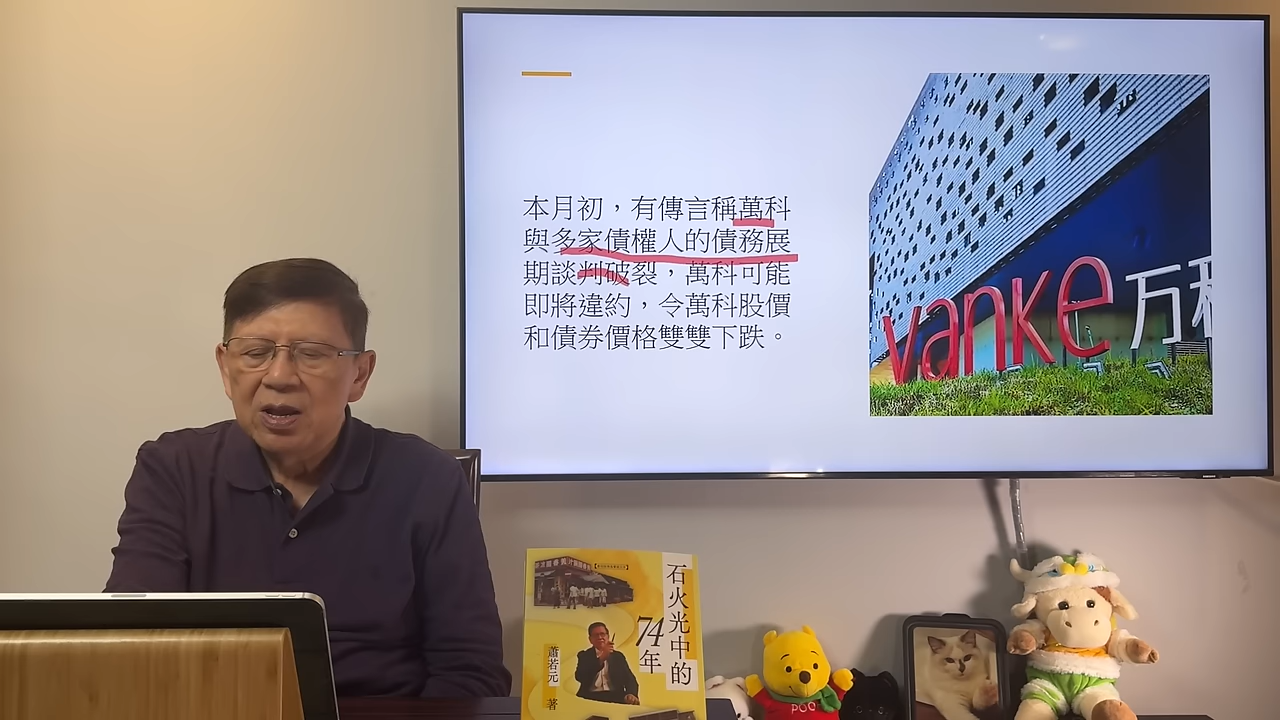 本月初，有傳言稱萬科
與多家債權人的債務展
期談判破裂，萬科可能
即將違約，令萬科股價
和債券價格雙雙下跌。
vanke 万科
石火光中的
74年
蕭若元 著
POO
SAMSUNG